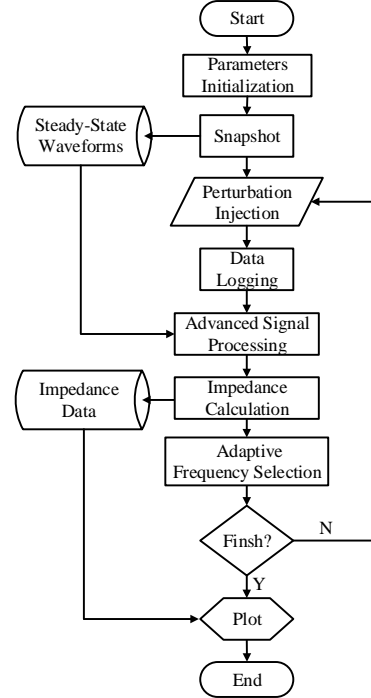 Start
Parameters
Initialization
Steady-State
Waveforms
Snapshot
Perturbation
Injection
Data
Logging
Advanced Signal
Processing
Impedance
Data
Impedance
Calculation
Adaptive
Frequency Selection
Finsh?
N
Y
Plot
End